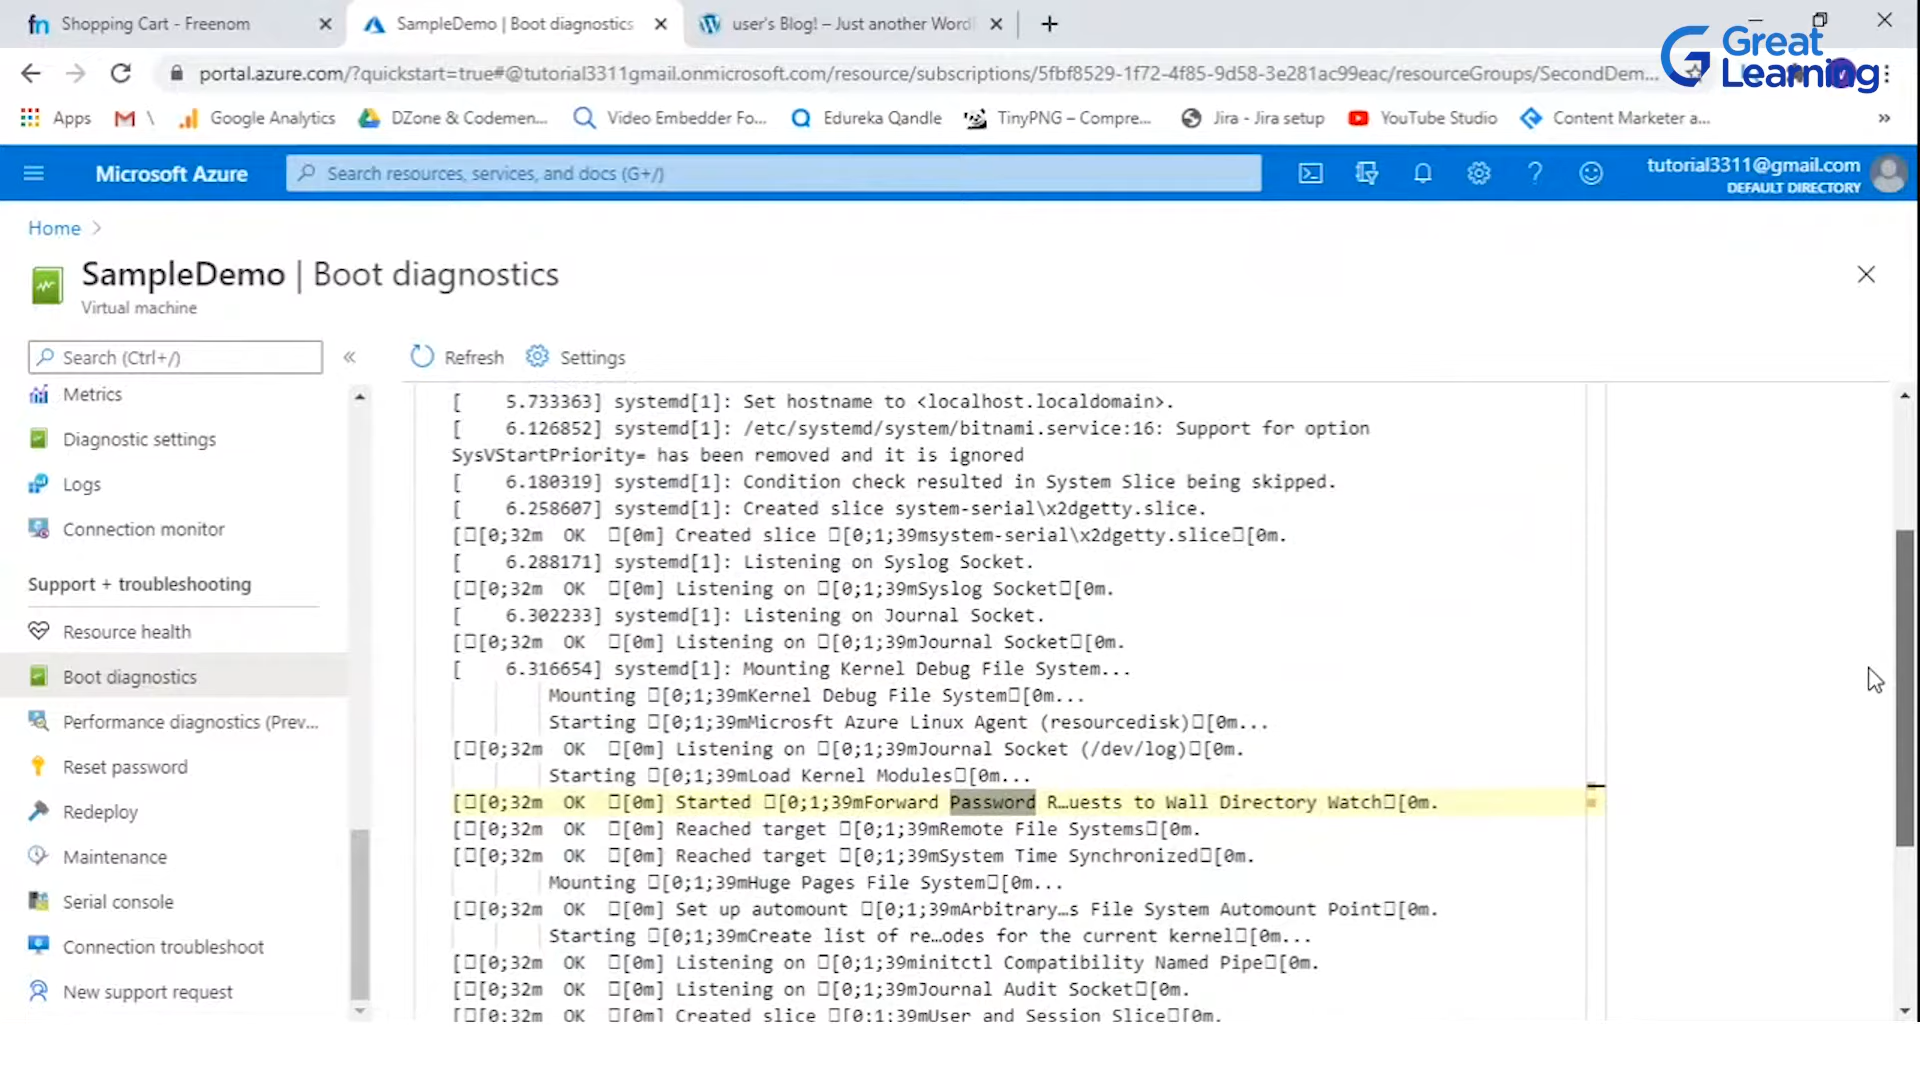 Shopping Cart - Freenom
SampleDemo | Boot diagnostics
user's Blog! – Just another Word
Great Learning
portal.azure.com/?quickstart=true#@tutorial3311gmail.onmicrosoft.com/resource/subscriptions/5fbf8529-1f72-4f85-9d58-3e281ac99eac/resourceGroups/SecondDem...
Apps
Google Analytics
DZone & Codemen...
Video Embedder Fo...
Edureka Qandle
TinyPNG – Compre...
Jira - Jira setup
YouTube Studio
Content Marketer a...
Microsoft Azure
Search resources, services, and docs (G+/)
tutorial3311@gmail.com
DEFAULT DIRECTORY
Home
SampleDemo | Boot diagnostics
Virtual machine
Search (Ctrl+/)
Metrics
Diagnostic settings
Logs
Connection monitor
Support + troubleshooting
Resource health
Boot diagnostics
Performance diagnostics (Prev...
Reset password
Redeploy
Maintenance
Serial console
Connection troubleshoot
New support request
Refresh
Settings
[    5.733363] systemd[1]: Set hostname to <localhost.localdomain>.
[    6.126852] systemd[1]: /etc/systemd/system/bitnami.service:16: Support for option
SysVStartPriority= has been removed and it is ignored
[    6.180319] systemd[1]: Condition check resulted in System Slice being skipped.
[    6.258607] systemd[1]: Created slice system-serial\x2dgetty.slice.
[□[0;32m  OK  □[0m] Created slice □[0;1;39msystem-serial\x2dgetty.slice□[0m.
[    6.288171] systemd[1]: Listening on Syslog Socket.
[□[0;32m  OK  □[0m] Listening on □[0;1;39mSyslog Socket□[0m.
[    6.302233] systemd[1]: Listening on Journal Socket.
[□[0;32m  OK  □[0m] Listening on □[0;1;39mJournal Socket□[0m.
[    6.316654] systemd[1]: Mounting Kernel Debug File System...
Mounting □[0;1;39mKernel Debug File System□[0m...
Starting □[0;1;39mMicrosft Azure Linux Agent (resourcedisk)□[0m...
[□[0;32m  OK  □[0m] Listening on □[0;1;39mJournal Socket (/dev/log)□[0m.
Starting □[0;1;39mLoad Kernel Modules□[0m...
[□[0;32m  OK  □[0m] Started □[0;1;39mForward Password R…uests to Wall Directory Watch□[0m.
[□[0;32m  OK  □[0m] Reached target □[0;1;39mRemote File Systems□[0m.
[□[0;32m  OK  □[0m] Reached target □[0;1;39mSystem Time Synchronized□[0m.
Mounting □[0;1;39mHuge Pages File System□[0m...
[□[0;32m  OK  □[0m] Set up automount □[0;1;39mArbitrary…s File System Automount Point□[0m.
Starting □[0;1;39mCreate list of re…odes for the current kernel□[0m...
[□[0;32m  OK  □[0m] Listening on □[0;1;39minitctl Compatibility Named Pipe□[0m.
[□[0;32m  OK  □[0m] Listening on □[0;1;39mJournal Audit Socket□[0m.
[□[0;32m  OK  □[0m] Created slice □[0;1;39mUser and Session Slice□[0m.